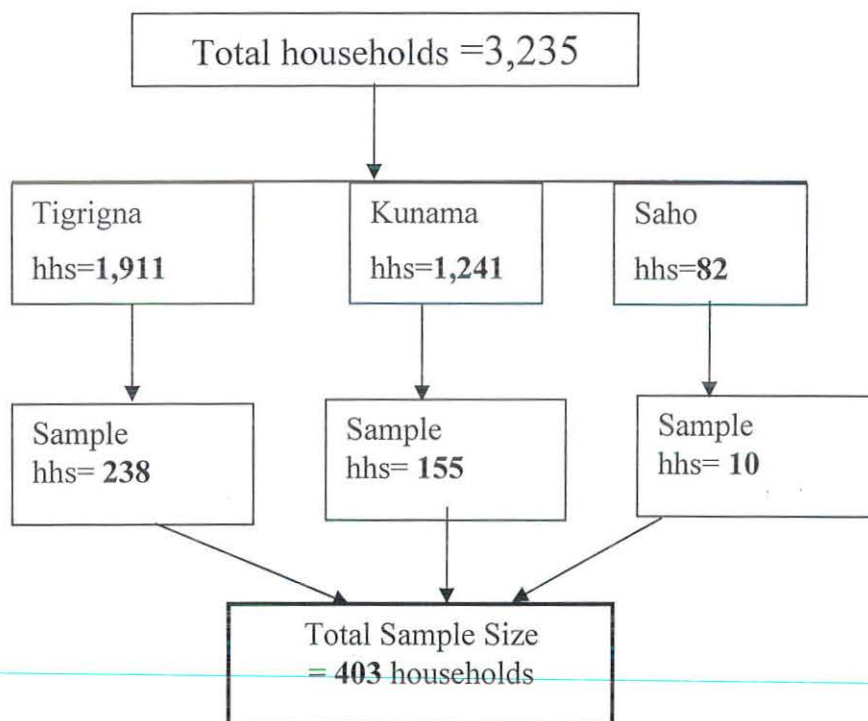 Total households =3,235
Tigrigna
hhs=1,911
Kunama
hhs=1,241
Saho
hhs=82
Sample
hhs= 238
Sample
hhs= 155
Sample
hhs= 10
Total Sample Size
= 403 households